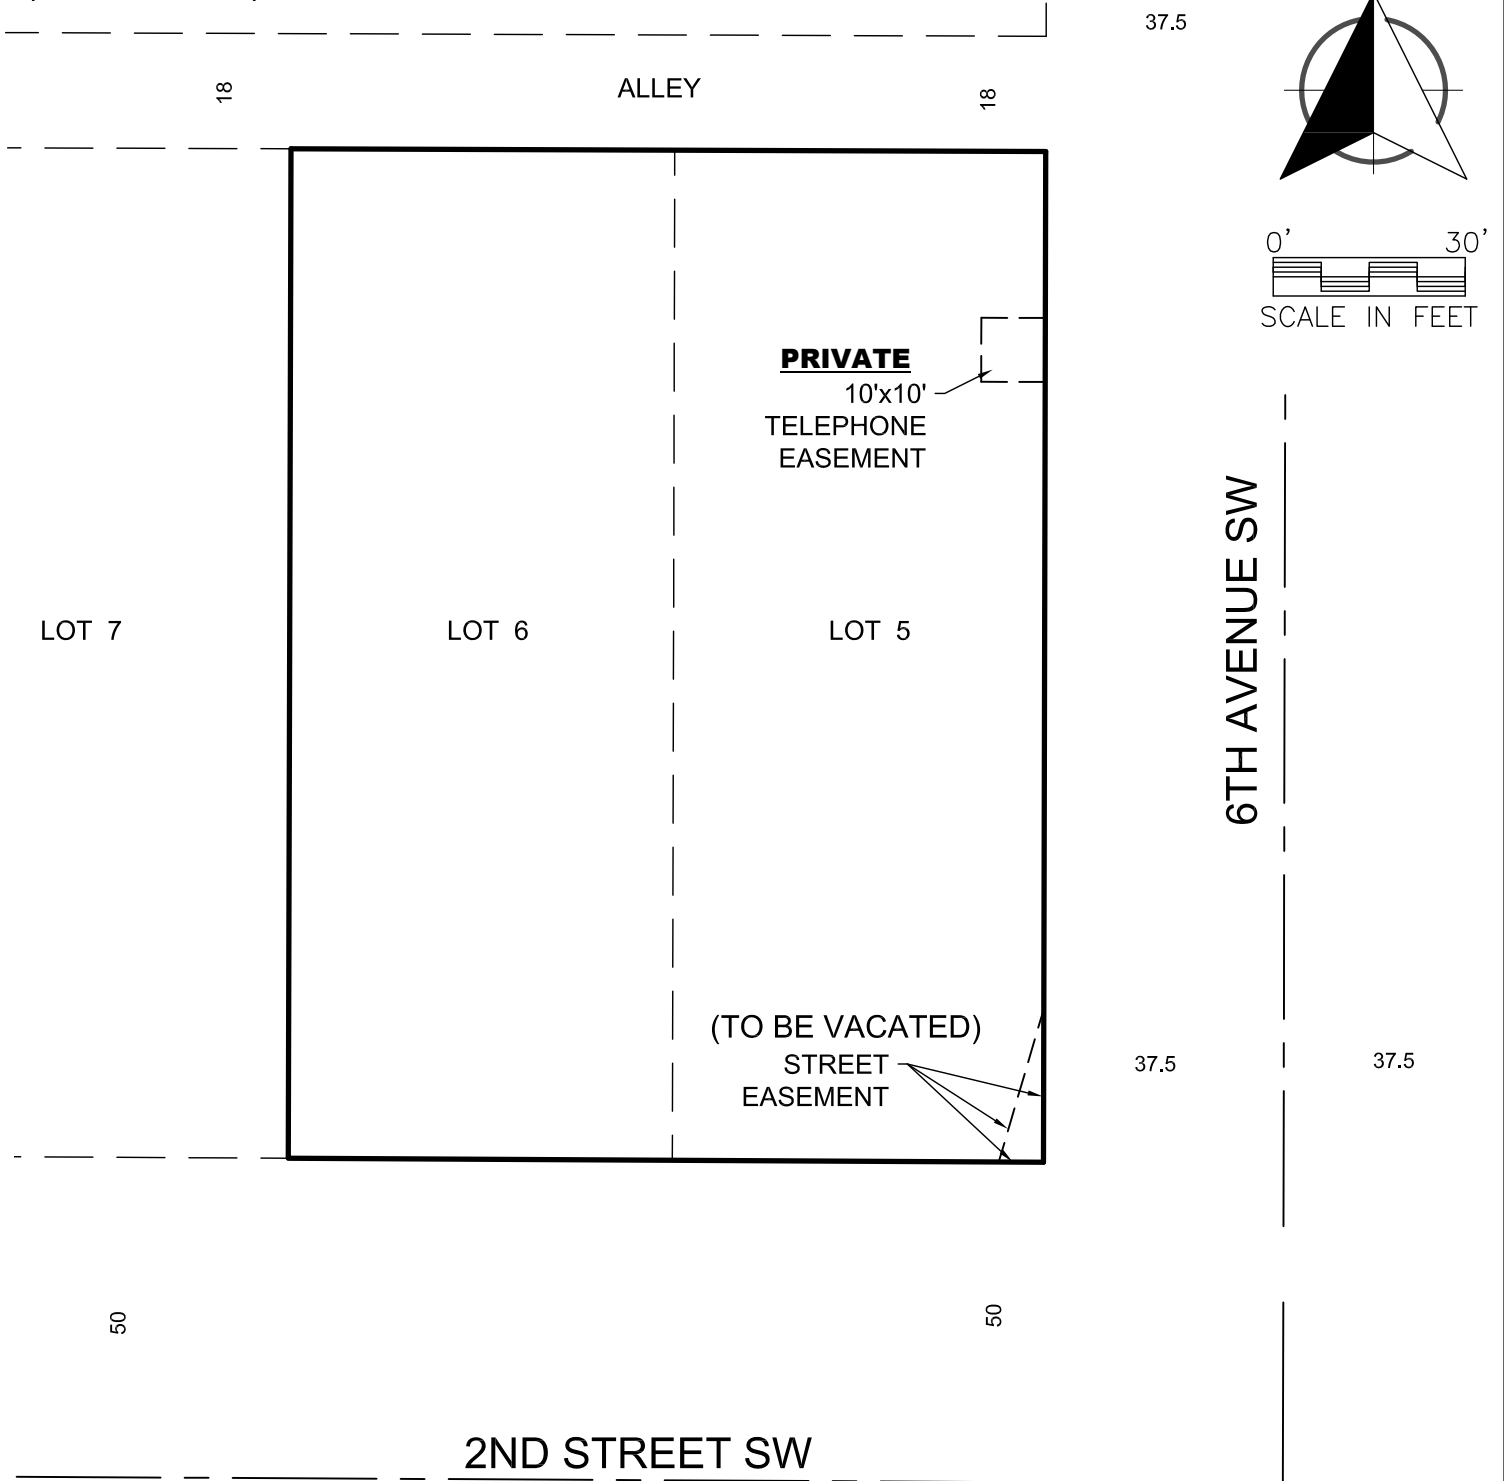 37.5
18
ALLEY
18
0' 30'
SCALE IN FEET
PRIVATE
10'x10'
TELEPHONE
EASEMENT
6TH AVENUE SW
LOT 7
LOT 6
LOT 5
(TO BE VACATED)
STREET
EASEMENT
37.5
37.5
50
50
2ND STREET SW